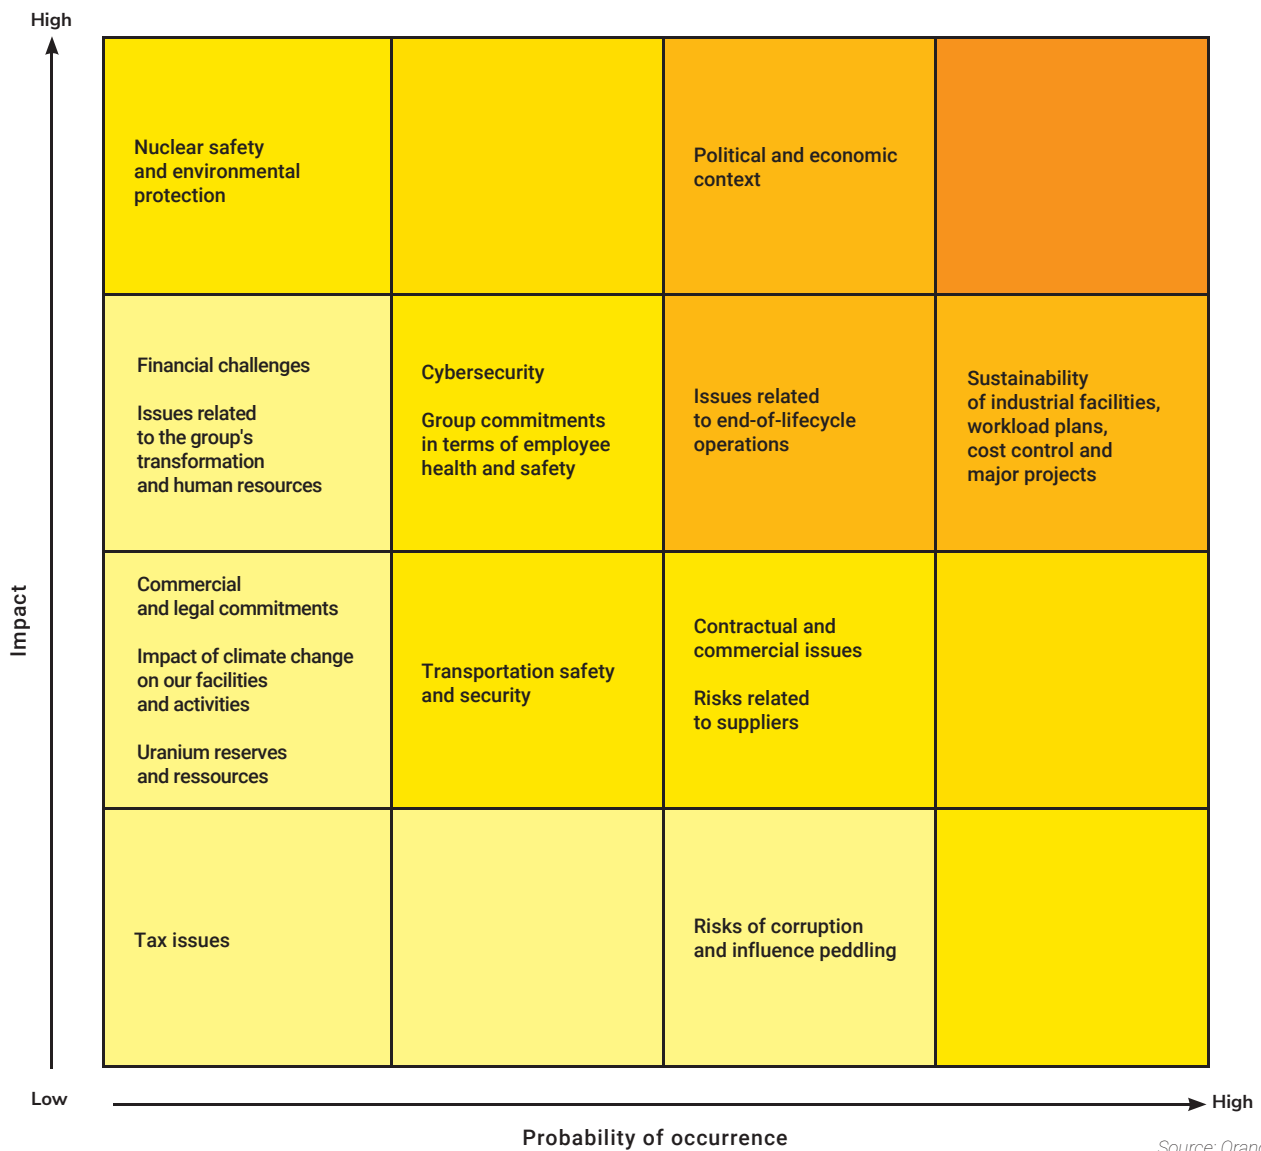 High
Nuclear safety
and environmental
protection
Political and economic
context
Financial challenges
Issues related
to the group's
transformation
and human resources
Cybersecurity
Group commitments
in terms of employee
health and safety
Issues related
to end-of-lifecycle
operations
Sustainability
of industrial facilities,
workload plans,
cost control and
major projects
Impact
Commercial
and legal commitments
Impact of climate change
on our facilities
and activities
Uranium reserves
and ressources
Transportation safety
and security
Contractual and
commercial issues
Risks related
to suppliers
Tax issues
Risks of corruption
and influence peddling
Low
High
Probability of occurrence
Source: